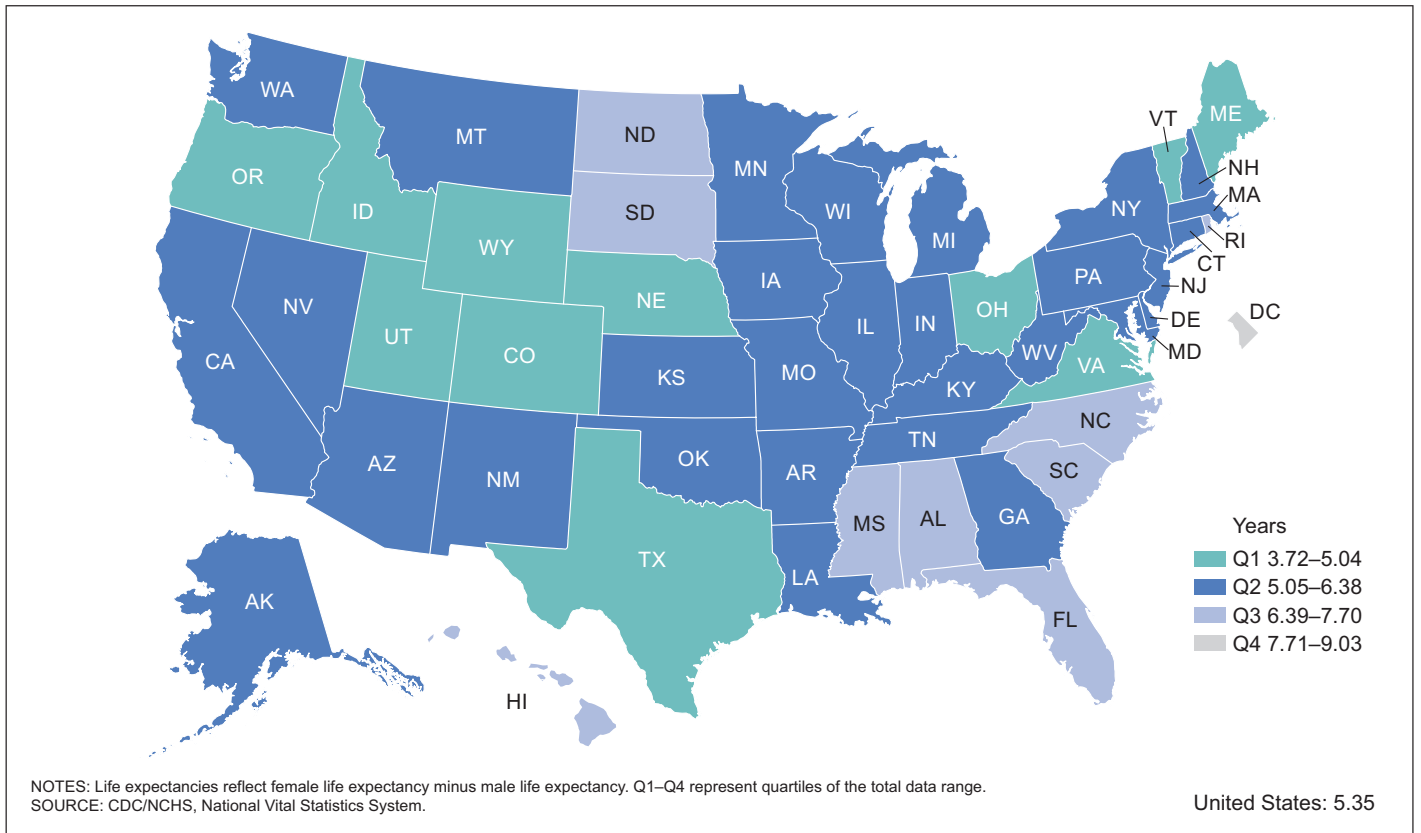 WA
MT
ND
MN
VT
ME
OR
ID
SD
WI
MI
NY
NH
MA
WY
RI
CT
NV
NE
IA
PA
NJ
UT
CO
IL
IN
OH
DE
DC
CA
KS
MO
WV
VA
MD
KY
NC
AZ
NM
OK
AR
TN
SC
MS
AL
GA
TX
LA
AK
FL
HI
Years
Q1 3.72–5.04
Q2 5.05–6.38
Q3 6.39–7.70
Q4 7.71–9.03
NOTES: Life expectancies reflect female life expectancy minus male life expectancy. Q1–Q4 represent quartiles of the total data range.
SOURCE: CDC/NCHS, National Vital Statistics System.
United States: 5.35